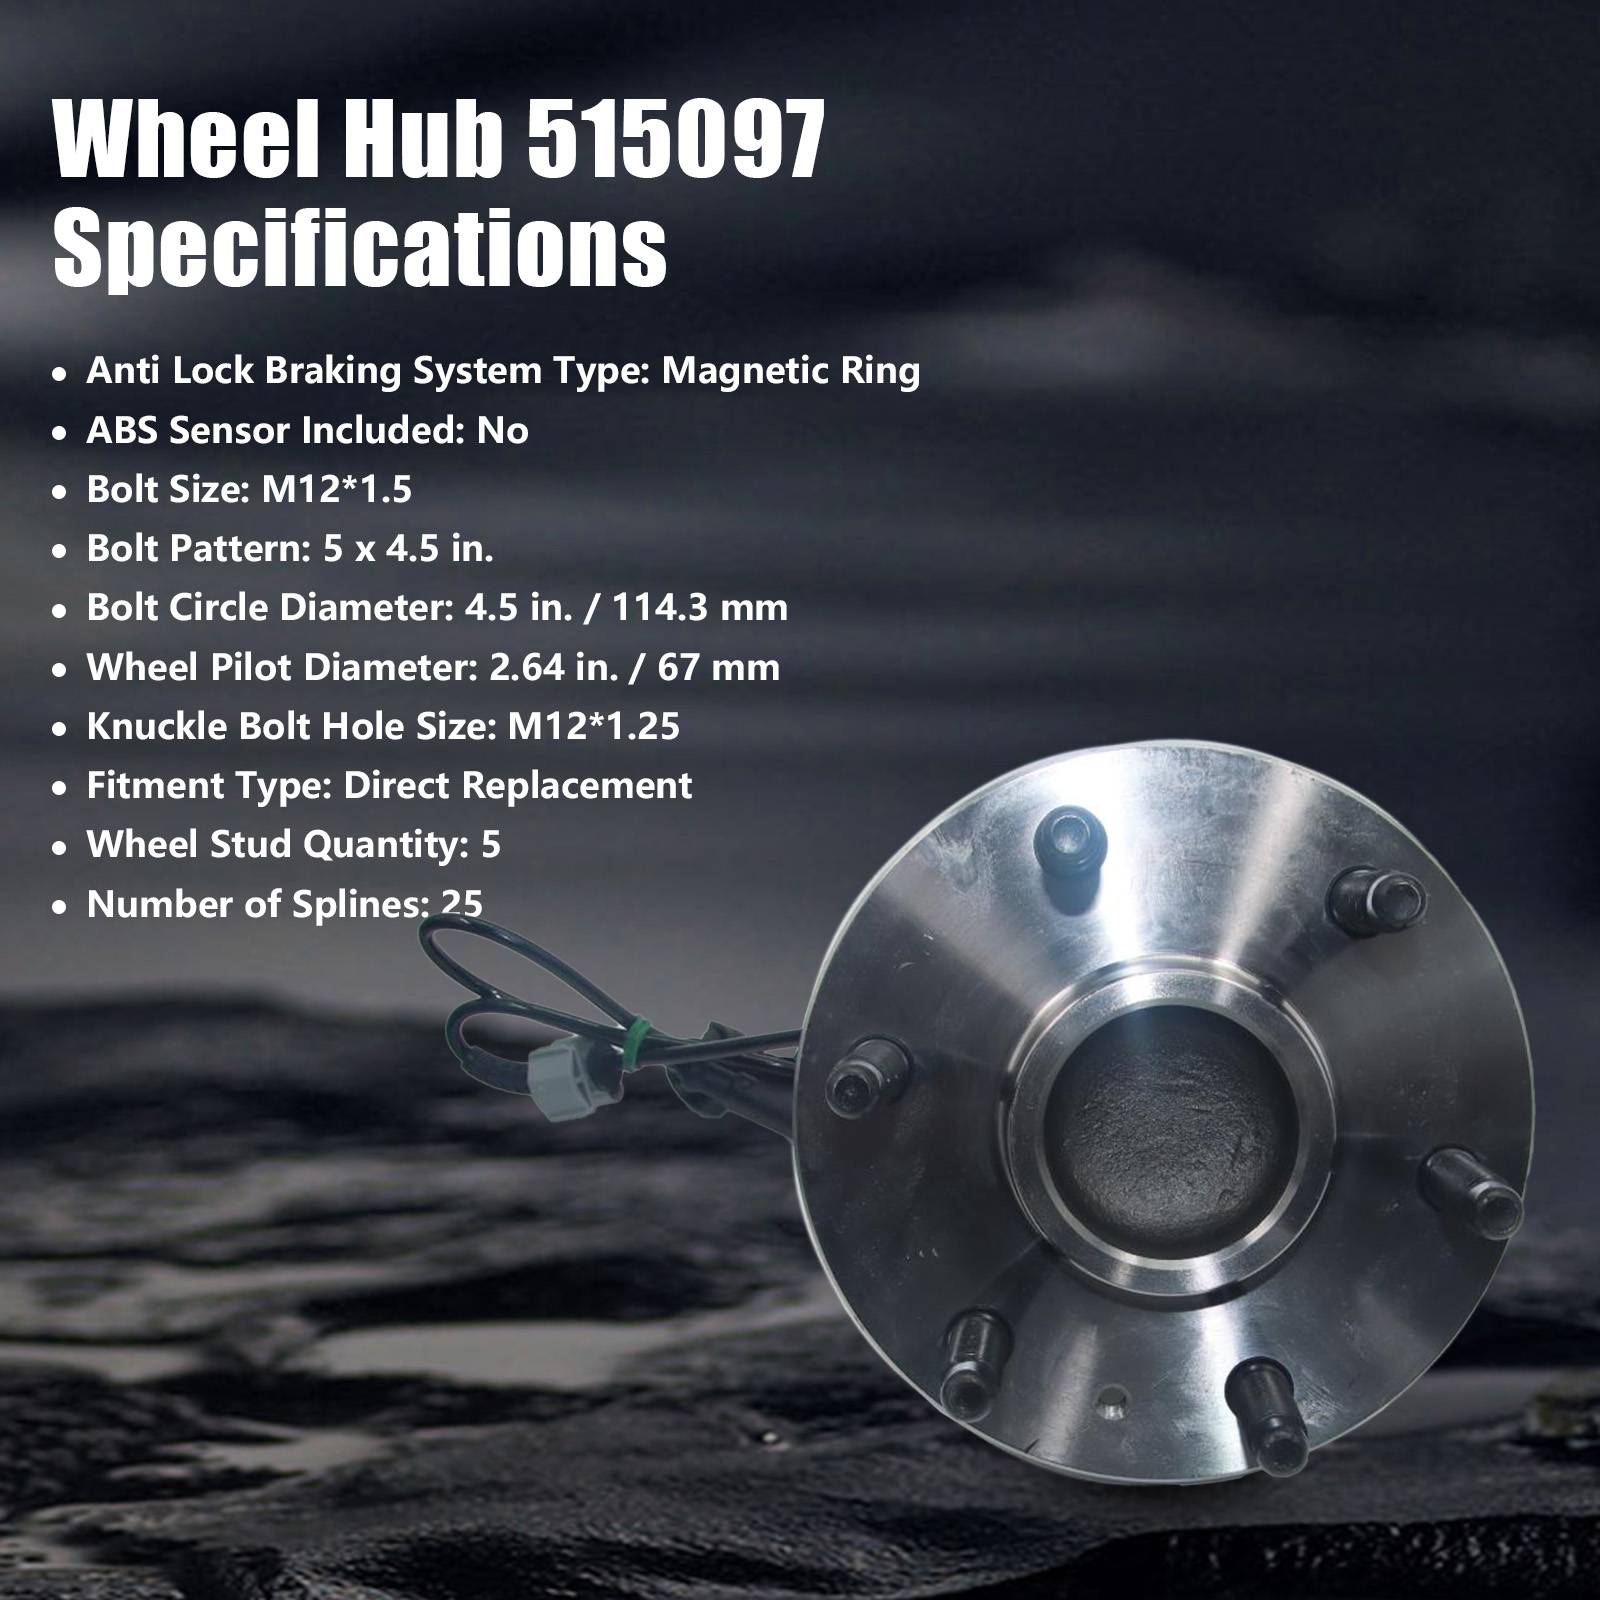 Wheel Hub 515097
Specifications
• Anti Lock Braking System Type: Magnetic Ring
• ABS Sensor Included: No
• Bolt Size: M12*1.5
• Bolt Pattern: 5 x 4.5 in.
• Bolt Circle Diameter: 4.5 in. / 114.3 mm
• Wheel Pilot Diameter: 2.64 in. / 67 mm
• Knuckle Bolt Hole Size: M12*1.25
• Fitment Type: Direct Replacement
• Wheel Stud Quantity: 5
• Number of Splines: 25